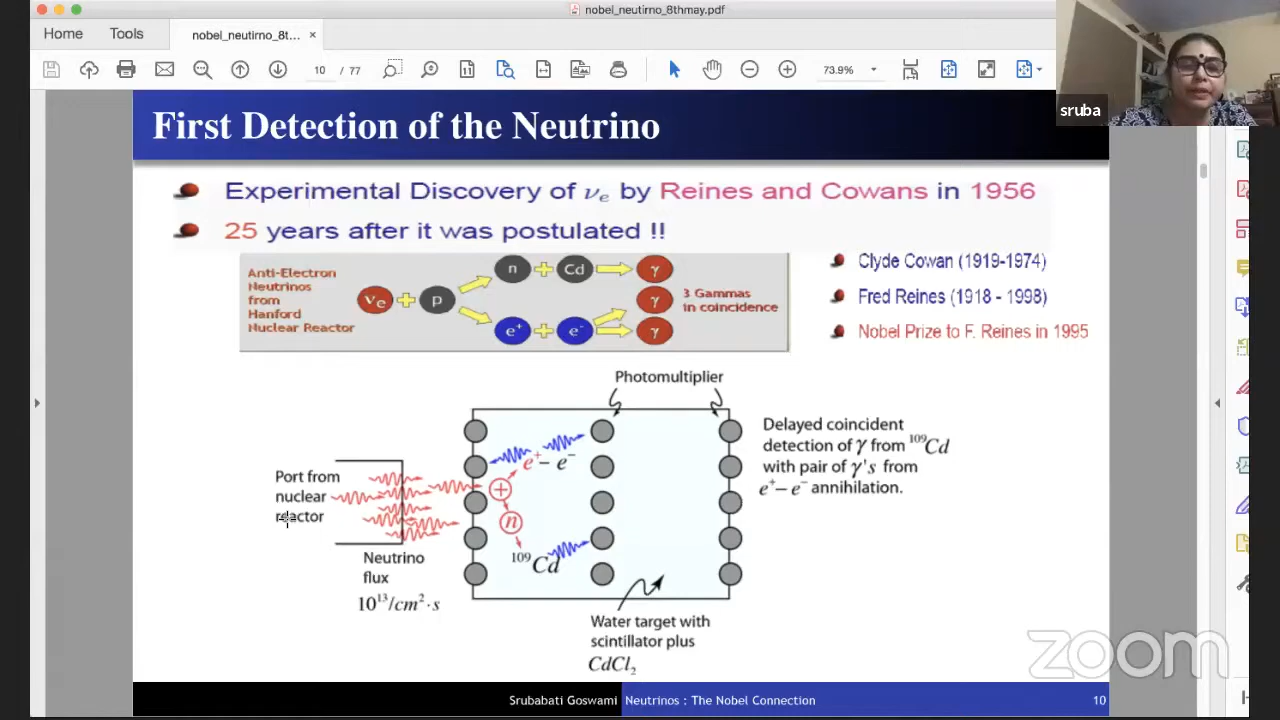 nobel_neutirno_8thmay.pdf
Home Tools nobel_neutirno_8t... ×
10 / 77 73.9%
sruba
First Detection of the Neutrino
Experimental Discovery of νe by Reines and Cowans in 1956
25 years after it was postulated !!
Anti-Electron
Neutrinos
from
Hanford
Nuclear Reactor
νe + p
n + Cd γ
γ
e⁺ + e⁻ γ
3 Gammas
in coincidence
Clyde Cowan (1919-1974)
Fred Reines (1918 - 1998)
Nobel Prize to F. Reines in 1995
Photomultiplier
Port from
nuclear
reactor
Neutrino
flux
10¹³/cm²·s
e⁺– e⁻
+
n
¹⁰⁹Cd
Delayed coincident
detection of γ from ¹⁰⁹Cd
with pair of γ's from
e⁺– e⁻ annihilation.
Water target with
scintillator plus
CdCl₂
zoom
Srubabati Goswami Neutrinos : The Nobel Connection 10